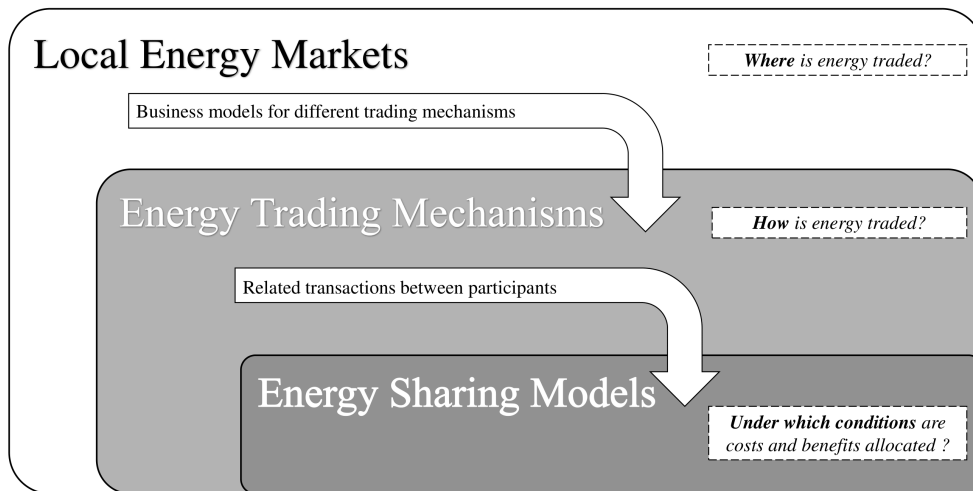 Local Energy Markets
Where is energy traded?
Business models for different trading mechanisms
Energy Trading Mechanisms
How is energy traded?
Related transactions between participants
Energy Sharing Models
Under which conditions are
costs and benefits allocated ?